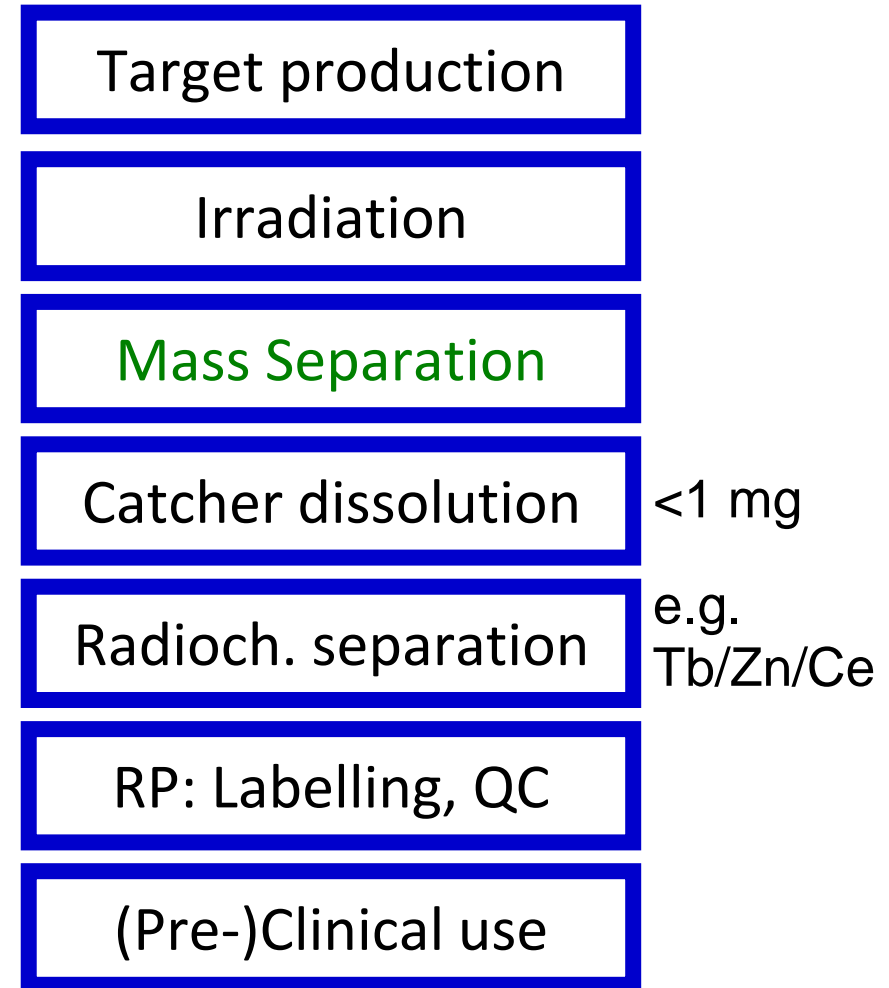 Target production
Irradiation
Mass Separation
Catcher dissolution
<1 mg
Radioch. separation
e.g.
Tb/Zn/Ce
RP: Labelling, QC
(Pre-)Clinical use